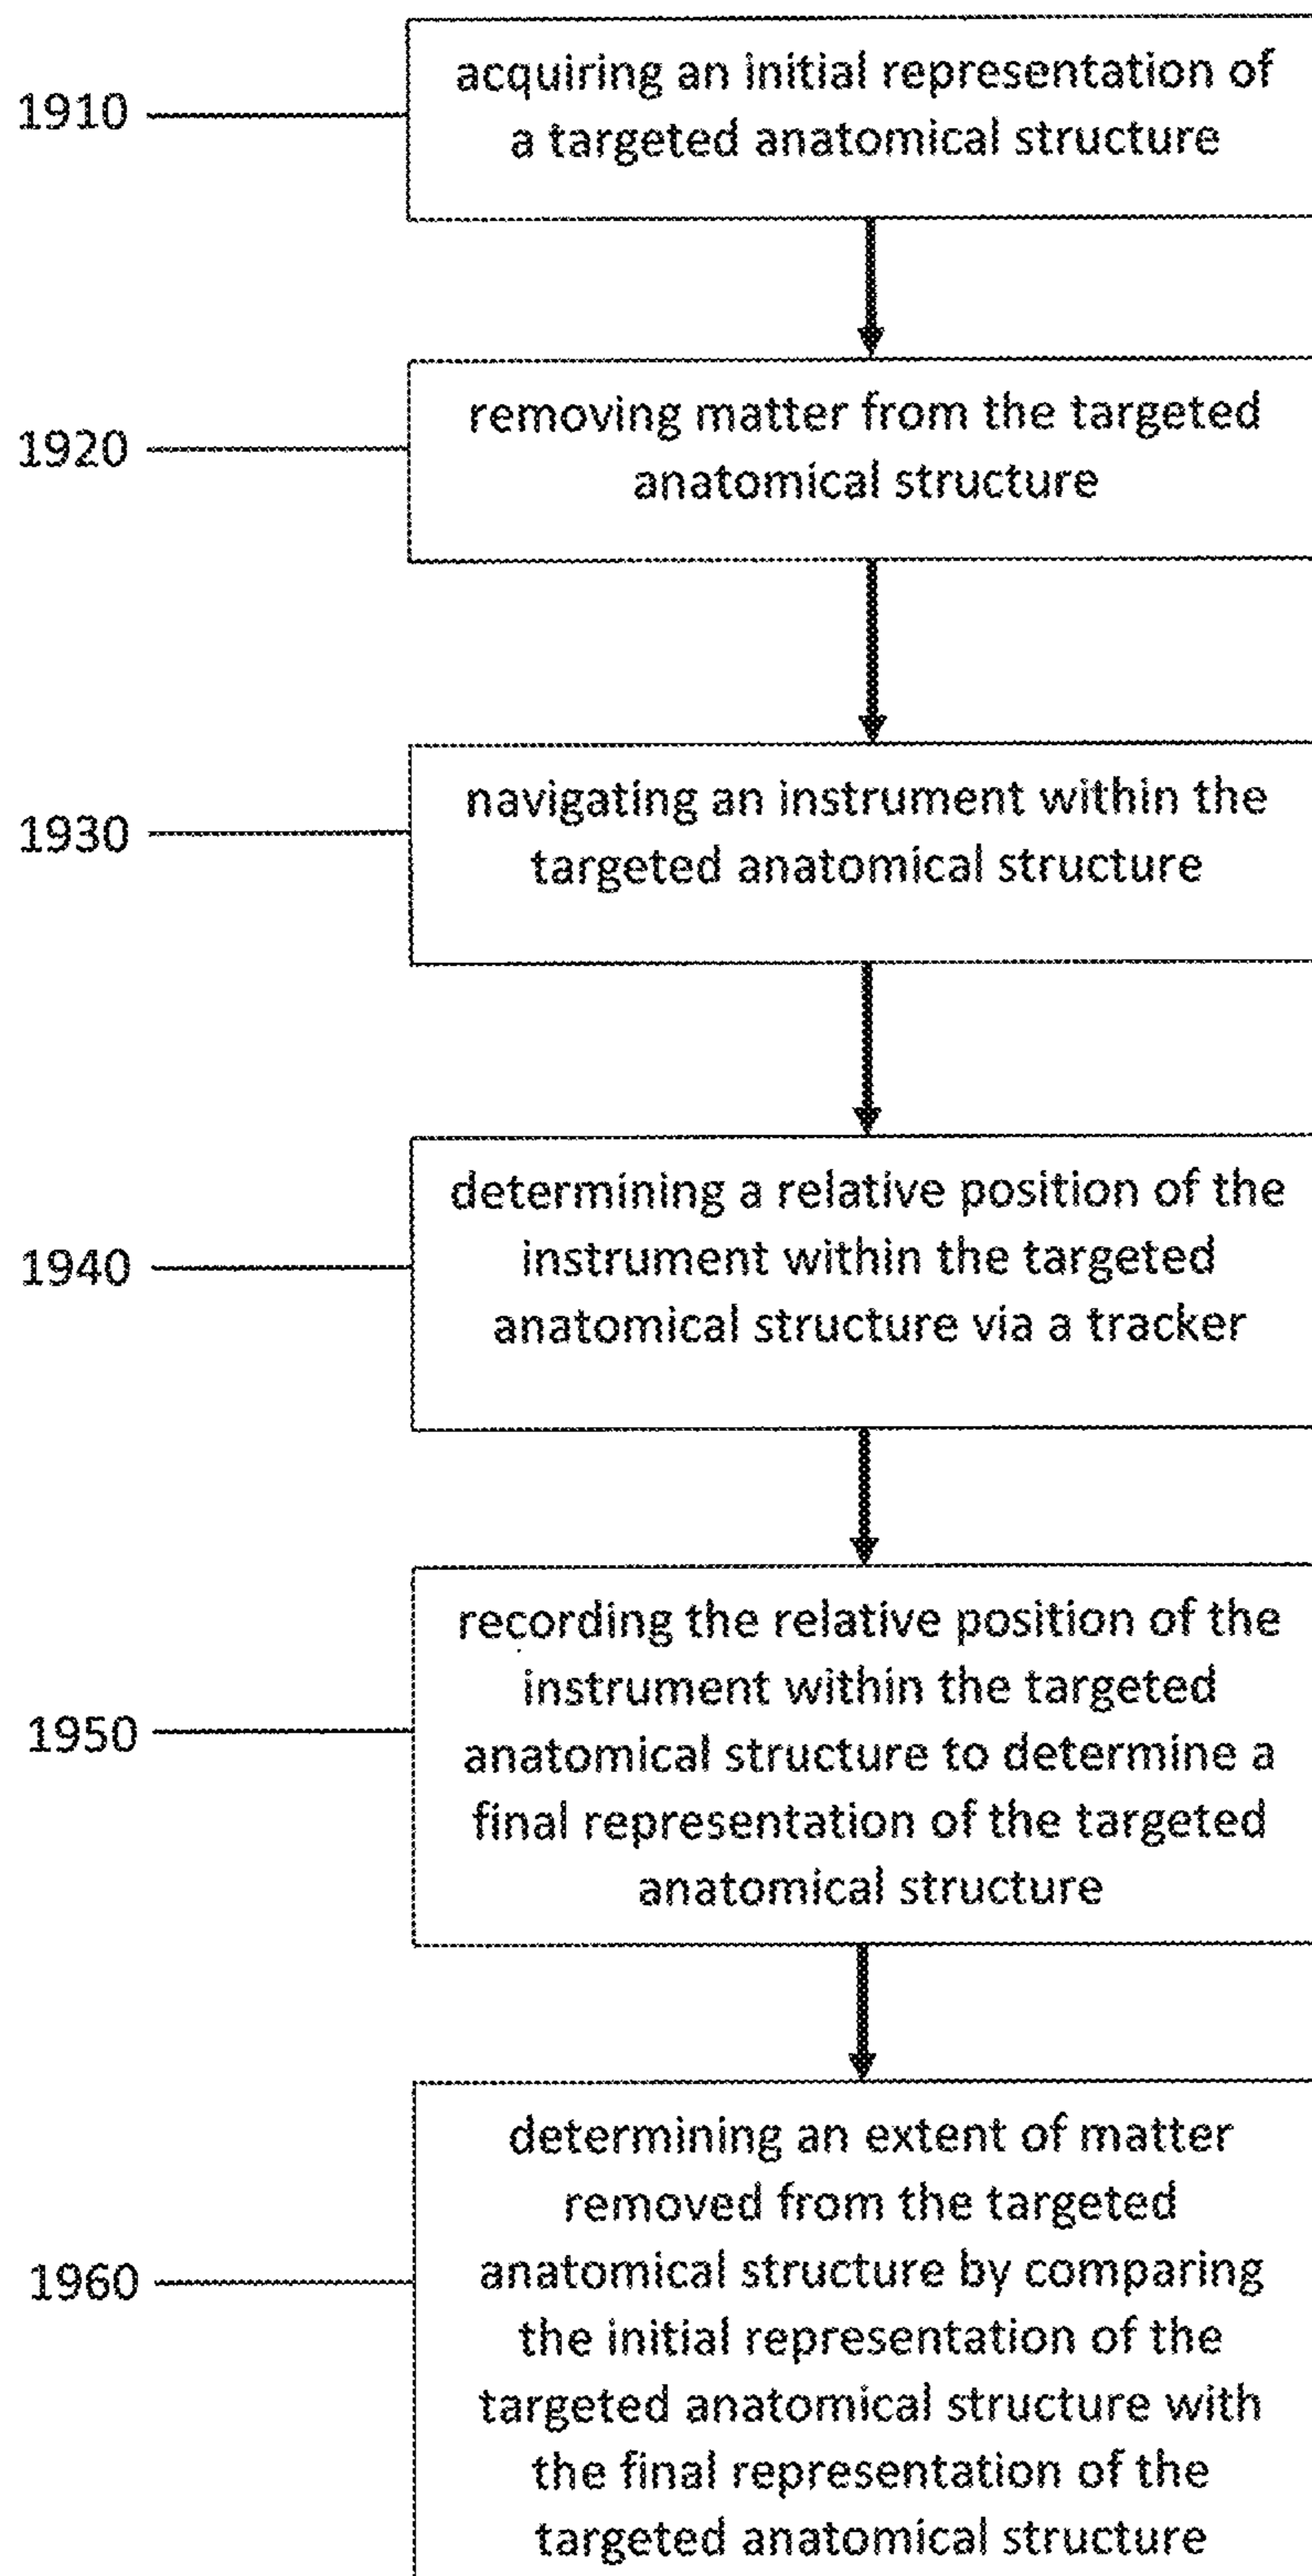 1910
acquiring an initial representation of
a targeted anatomical structure
1920
removing matter from the targeted
anatomical structure
1930
navigating an instrument within the
targeted anatomical structure
1940
determining a relative position of the
instrument within the targeted
anatomical structure via a tracker
1950
recording the relative position of the
instrument within the targeted
anatomical structure to determine a
final representation of the targeted
anatomical structure
1960
determining an extent of matter
removed from the targeted
anatomical structure by comparing
the initial representation of the
targeted anatomical structure with
the final representation of the
targeted anatomical structure